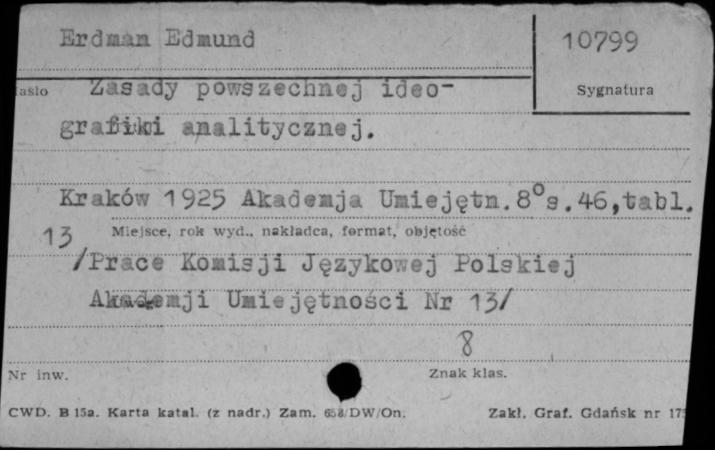 Erdman Edmund
10799
Zasady powszechnej ideo-
Sygnatura
grafiki analitycznej.
Kraków 1925 Akademja Umiejętn.8°s.46,tabl.
13
Miejsce, rok wyd., nakładca, format, objętość
/Prace Komisji Językowej Polskiej
Akademji Umiejętności Nr 13/
8
Nr inw.
Znak klas.
CWD. B 15a. Karta katal. (z nadr.) Zam. 658/DW/On.
Zakł. Graf. Gdańsk nr